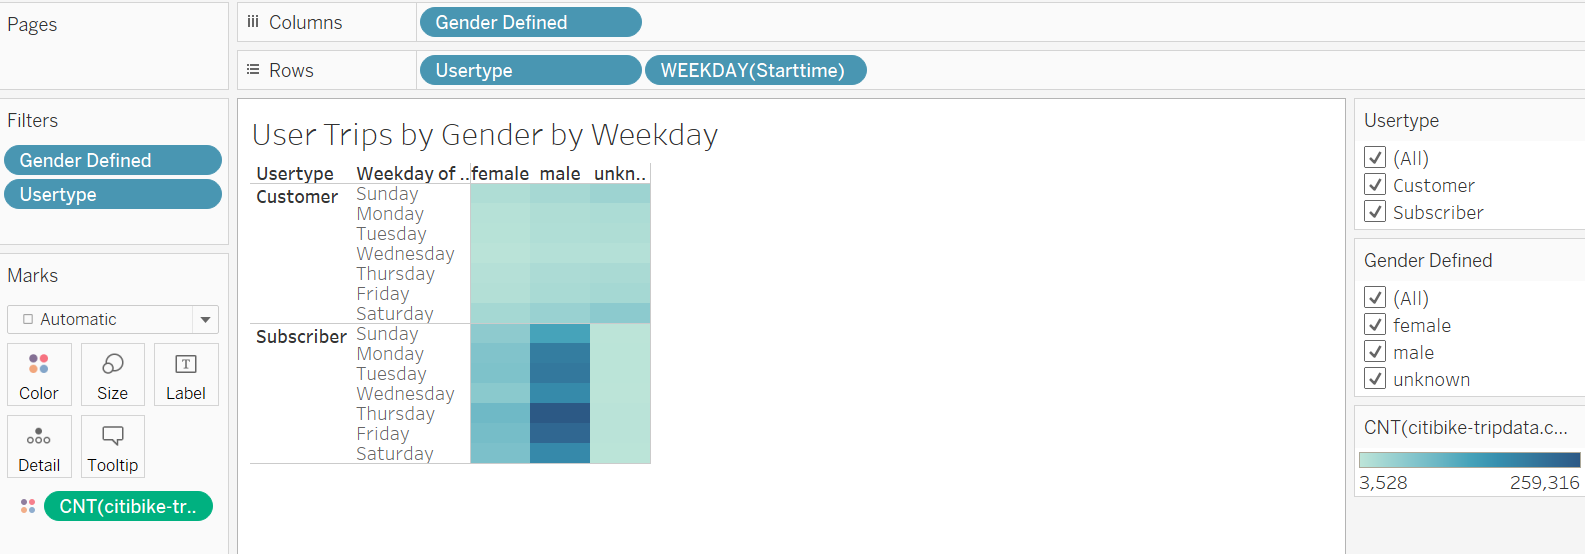 Pages
Columns
Gender Defined
Rows
Usertype
WEEKDAY(Starttime)
Filters
Gender Defined
Usertype
Marks
Automatic
Color
Size
Label
Detail
Tooltip
CNT(citibike-tr..
User Trips by Gender by Weekday
Usertype Weekday of .. female male unkn..
Customer Sunday
Monday
Tuesday
Wednesday
Thursday
Friday
Saturday
Subscriber Sunday
Monday
Tuesday
Wednesday
Thursday
Friday
Saturday
Usertype
(All)
Customer
Subscriber
Gender Defined
(All)
female
male
unknown
CNT(citibike-tripdata.c...
3,528 259,316